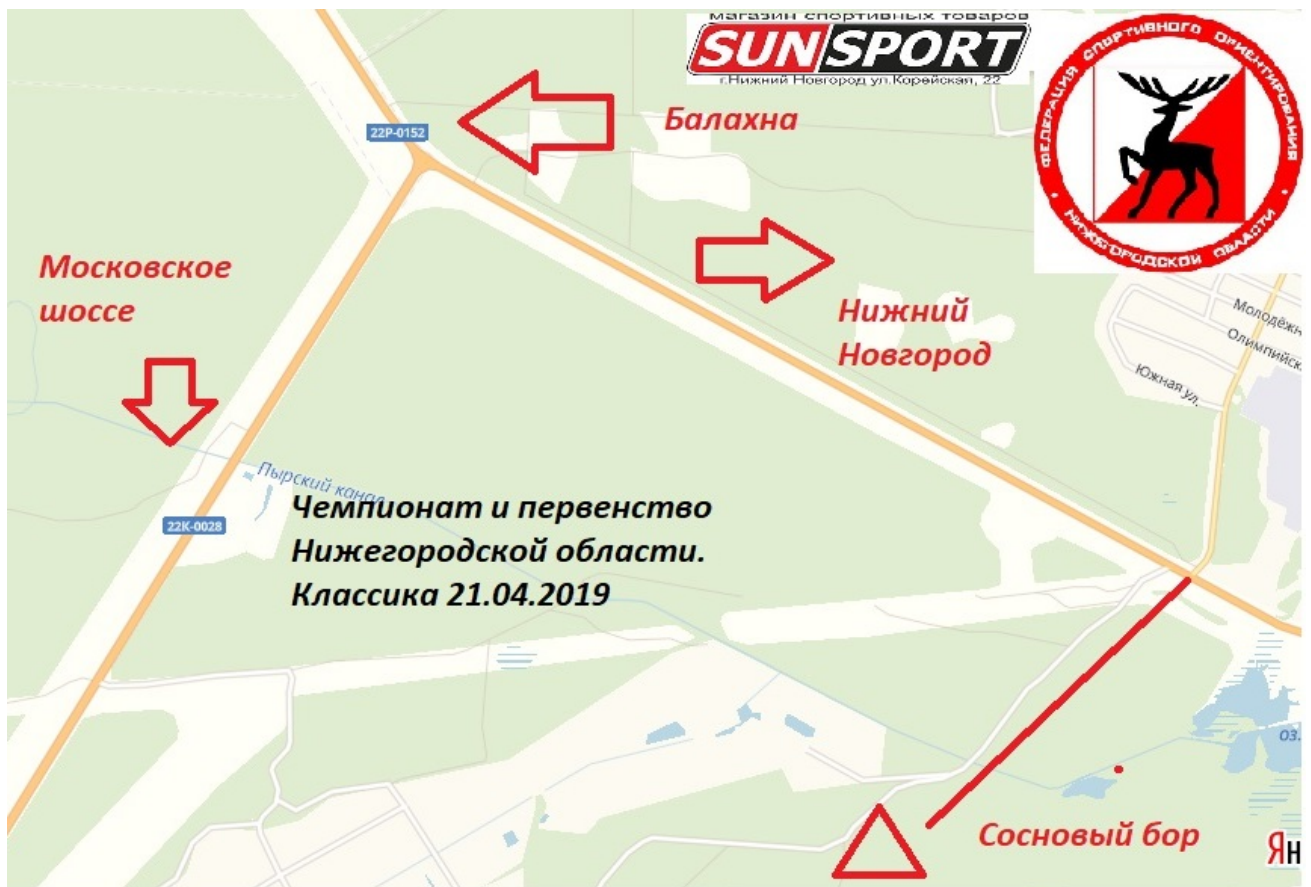 магазин спортивных товаров
SUNSPORT
г.Нижний Новгород ул.Корейская, 22
ФЕДЕРАЦИЯ СПОРТИВНОГО ОРИЕНТИРОВАНИЯ
НИЖЕГОРОДСКОЙ ОБЛАСТИ
Балахна
22Р-0152
Московское
шоссе
Нижний
Новгород
Молодёжн
Олимпийск
Южная ул.
Пырский канал
22К-0028
Чемпионат и первенство
Нижегородской области.
Классика 21.04.2019
оз.
Сосновый бор
Ян